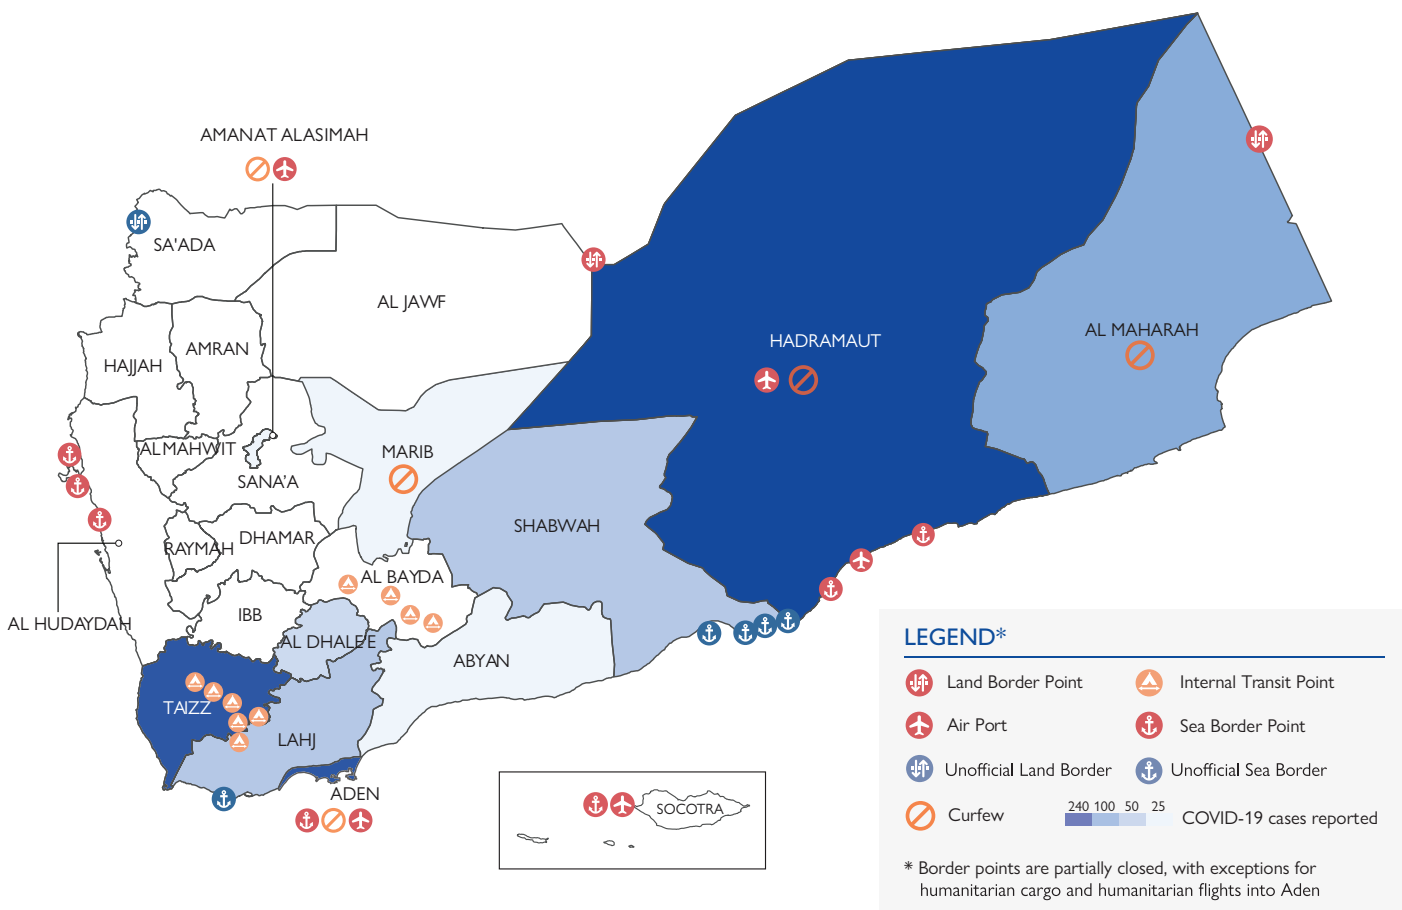 AMANAT ALASIMAH
SA'ADA
AL JAWF
HADRAMAUT
AL MAHARAH
HAJJAH
AMRAN
ALMAHWIT
SANA'A
MARIB
SHABWAH
RAYMAH
DHAMAR
AL BAYDA
AL HUDAYDAH
IBB
AL DHALE'E
ABYAN
TAIZZ
LAHJ
ADEN
SOCOTRA
LEGEND*
Land Border Point
Internal Transit Point
Air Port
Sea Border Point
Unofficial Land Border
Unofficial Sea Border
Curfew
240 100 50 25
COVID-19 cases reported
* Border points are partially closed, with exceptions for
humanitarian cargo and humanitarian flights into Aden